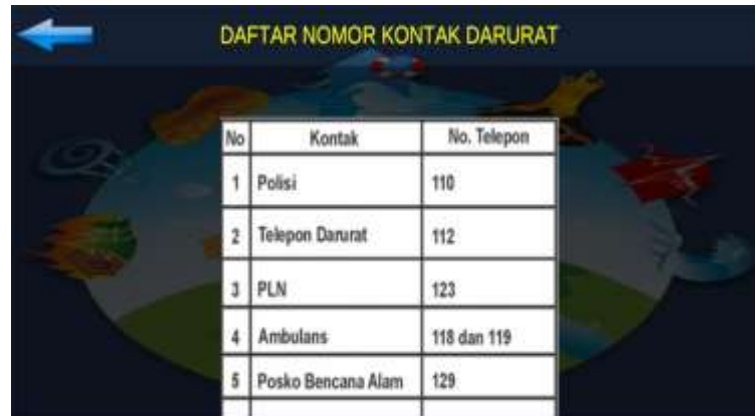 DAFTAR NOMOR KONTAK DARURAT
No Kontak No. Telepon
1 Polisi 110
2 Telepon Darurat 112
3 PLN 123
4 Ambulans 118 dan 119
5 Posko Bencana Alam 129